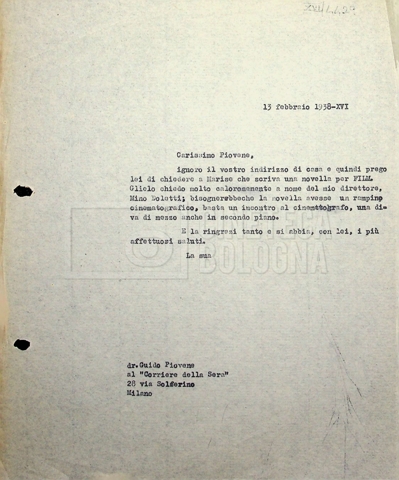 13 febbraio 1938-XVI
Carissimo Piovene,
ignoro il vostro indirizzo di casa e quindi prego
lei di chiedere a Marise che scriva una novella per FILM.
Glielo chiedo molto calorosamente a nome del mio direttore,
Mino Doletti; bisognerebbe che la novella avesse un rampino
cinematografico, basta un incontro al cinematografo, una di-
va di mezzo anche in secondo piano.
E la ringrazi tanto e si abbia, con lei, i più
affettuosi saluti.
La sua
BOLOGNA
dr.Guido Piovene
al "Corriere della Sera"
28 via Solferino
Milano